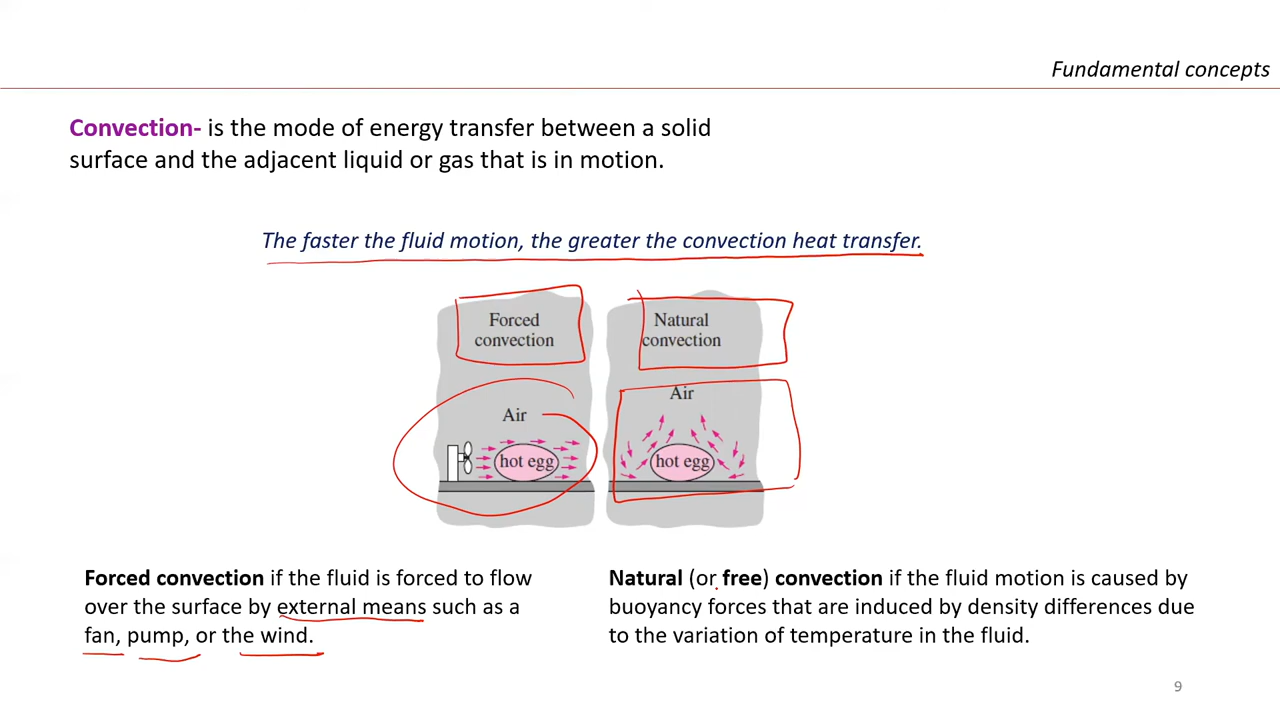 Fundamental concepts
Convection- is the mode of energy transfer between a solid
surface and the adjacent liquid or gas that is in motion.
The faster the fluid motion, the greater the convection heat transfer.
Forced
convection
Air
hot egg
Natural
convection
Air
hot egg
Forced convection if the fluid is forced to flow
over the surface by external means such as a
fan, pump, or the wind.
Natural (or free) convection if the fluid motion is caused by
buoyancy forces that are induced by density differences due
to the variation of temperature in the fluid.
9